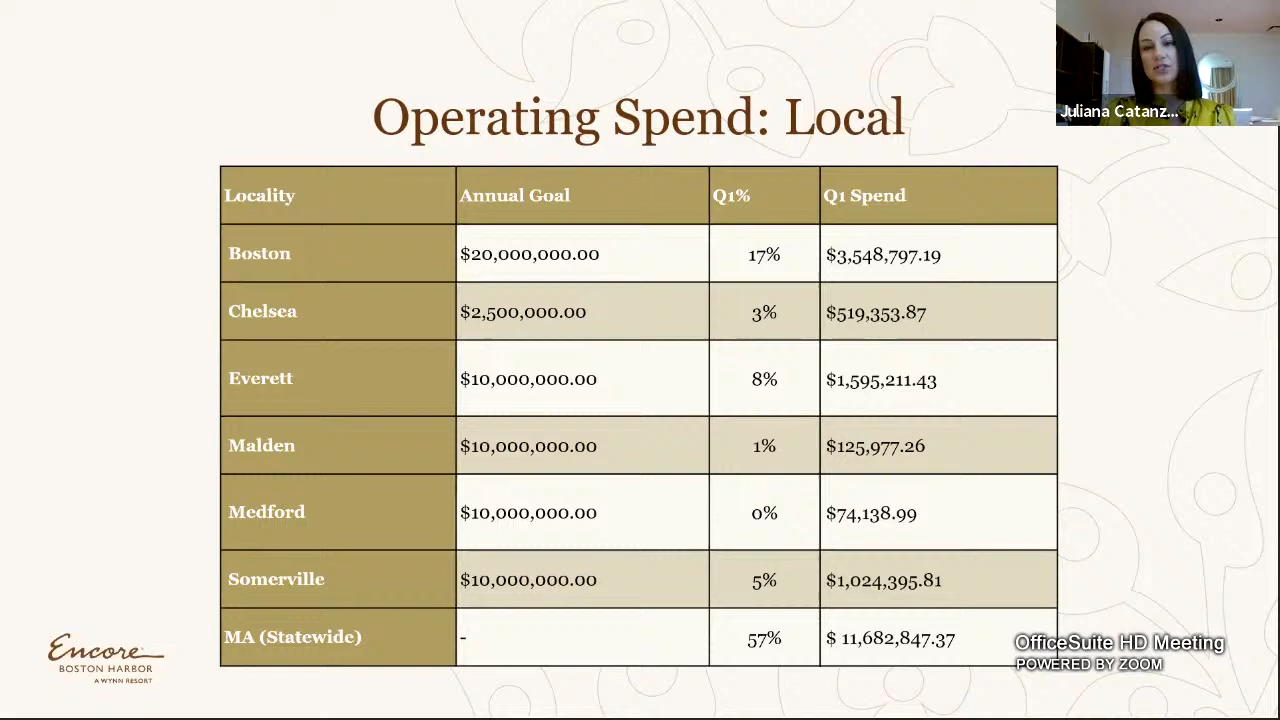 Juliana Catanz...
Operating Spend: Local
Locality Annual Goal Q1% Q1 Spend
Boston $20,000,000.00 17% $3,548,797.19
Chelsea $2,500,000.00 3% $519,353.87
Everett $10,000,000.00 8% $1,595,211.43
Malden $10,000,000.00 1% $125,977.26
Medford $10,000,000.00 0% $74,138.99
Somerville $10,000,000.00 5% $1,024,395.81
MA (Statewide) - 57% $ 11,682,847.37
Encore
BOSTON HARBOR
A WYNN RESORT
OfficeSuite HD Meeting
POWERED BY ZOOM